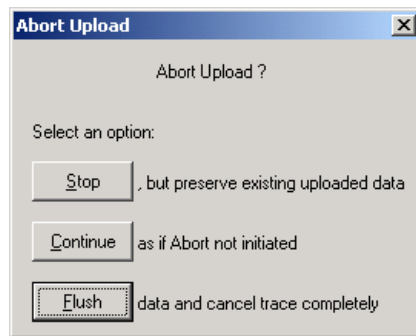 Abort Upload
Abort Upload ?
Select an option:
Stop , but preserve existing uploaded data
Continue as if Abort not initiated
Flush data and cancel trace completely